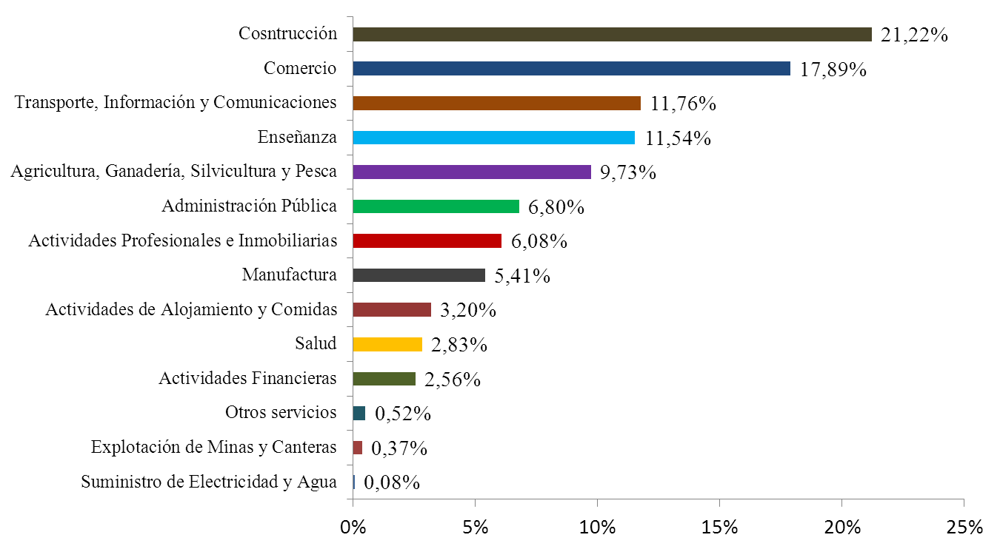 Cosntrucción 21,22%
Comercio 17,89%
Transporte, Información y Comunicaciones 11,76%
Enseñanza 11,54%
Agricultura, Ganadería, Silvicultura y Pesca 9,73%
Administración Pública 6,80%
Actividades Profesionales e Inmobiliarias 6,08%
Manufactura 5,41%
Actividades de Alojamiento y Comidas 3,20%
Salud 2,83%
Actividades Financieras 2,56%
Otros servicios 0,52%
Explotación de Minas y Canteras 0,37%
Suministro de Electricidad y Agua 0,08%
0% 5% 10% 15% 20% 25%